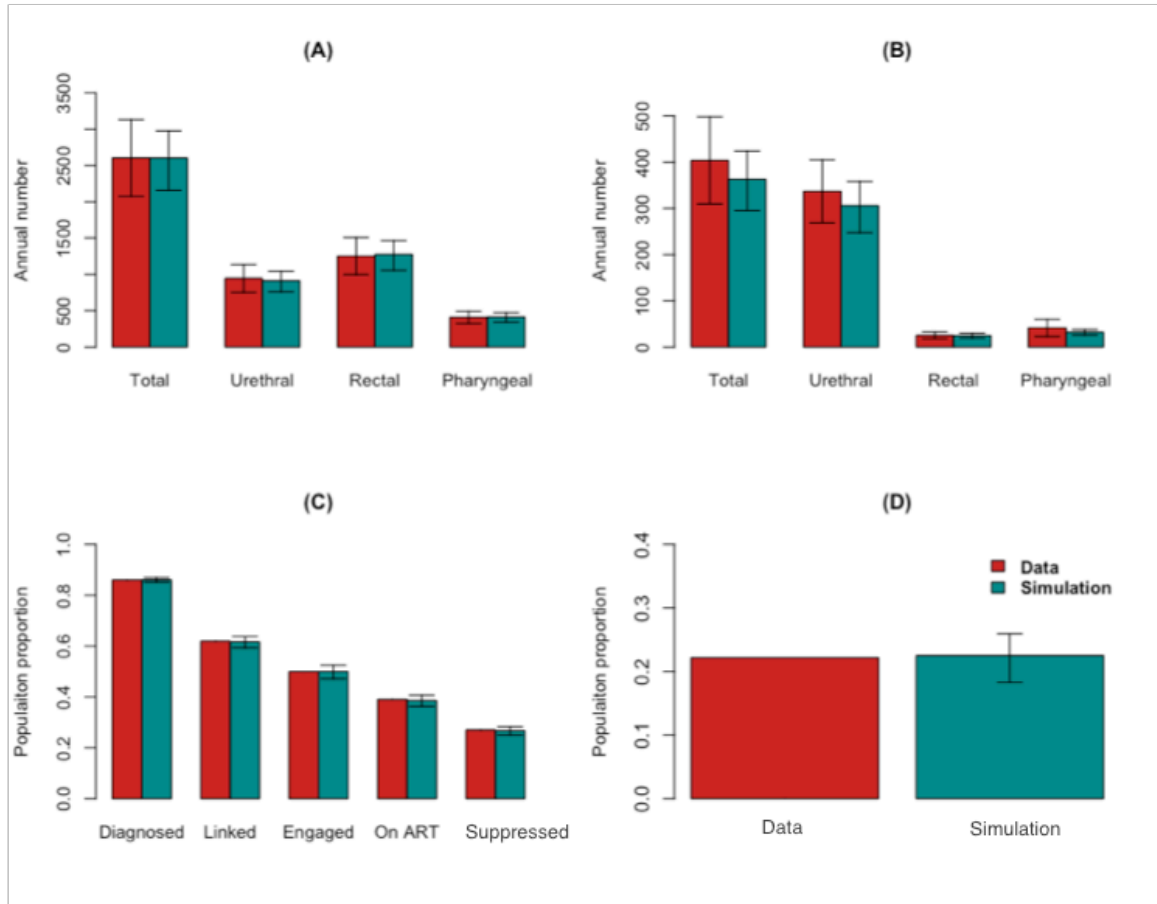 (A)
Annual number
3500
2500
1500
500
0
Total Urethral Rectal Pharyngeal
(B)
Annual number
500
400
300
200
100
0
Total Urethral Rectal Pharyngeal
(C)
Populaiton proportion
1.0
0.8
0.6
0.4
0.2
0.0
Diagnosed Linked Engaged On ART Suppressed
(D)
Populaiton proportion
0.4
0.3
0.2
0.1
0.0
Data
Simulation
Data Simulation